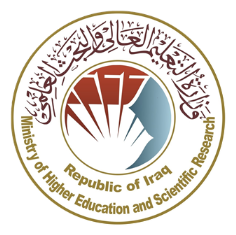 وزارة التعليم العالي والبحث العلمي
Republic of Iraq
Ministry of Higher Education and Scientific Research